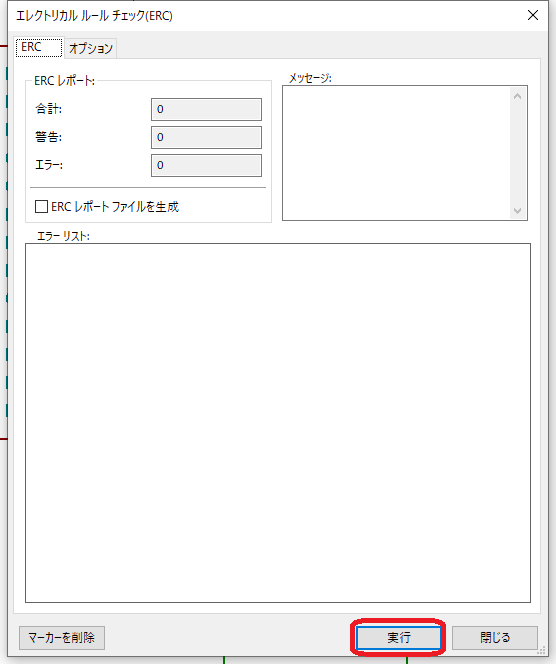 エレクトリカル ルール チェック(ERC)
ERC オプション
ERC レポート:
メッセージ:
合計: 0
警告: 0
エラー: 0
ERC レポート ファイルを生成
エラー リスト:
マーカーを削除 実行 閉じる